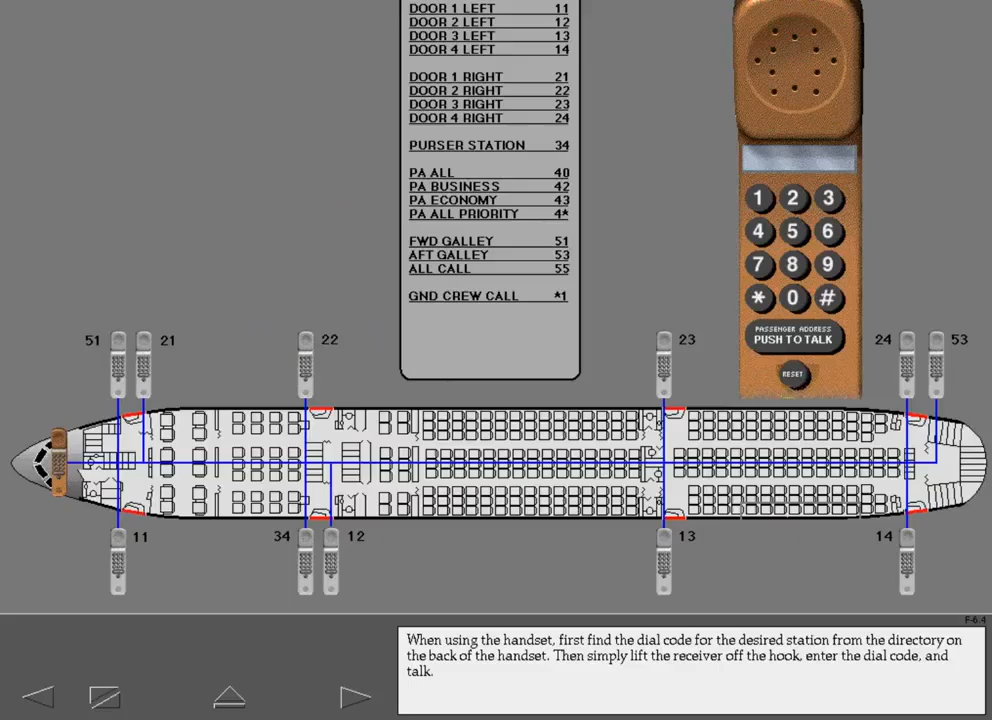 DOOR 1 LEFT 11
DOOR 2 LEFT 12
DOOR 3 LEFT 13
DOOR 4 LEFT 14
DOOR 1 RIGHT 21
DOOR 2 RIGHT 22
DOOR 3 RIGHT 23
DOOR 4 RIGHT 24
PURSER STATION 34
PA ALL 40
PA BUSINESS 42
PA ECONOMY 43
PA ALL PRIORITY 4*
FWD GALLEY 51
AFT GALLEY 53
ALL CALL 55
GND CREW CALL *1
1 2 3
4 5 6
7 8 9
* 0 #
PASSENGER ADDRESS
PUSH TO TALK
RESET
51 21 22 23 24 53
11 34 12 13 14
F-6.4
When using the handset, first find the dial code for the desired station from the directory on
the back of the handset. Then simply lift the receiver off the hook, enter the dial code, and
talk.